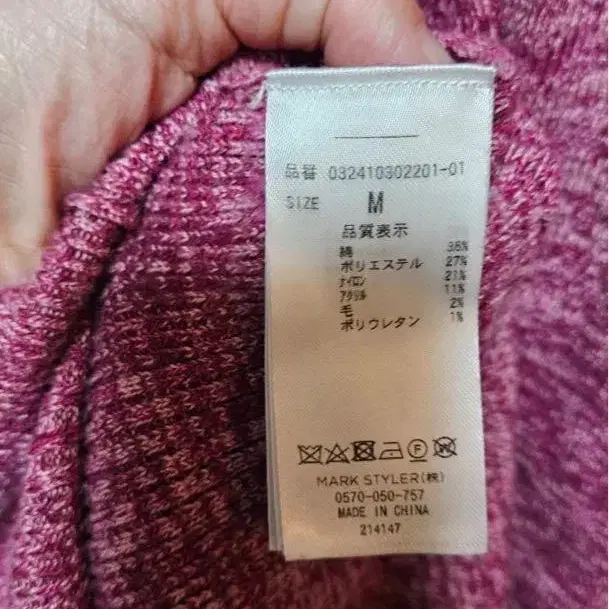 品番 032410302201-01
SIZE M
品質表示
綿 38%
ポリエステル 27%
ナイロン 21%
アクリル 11%
毛 2%
ポリウレタン 1%
MARK STYLER(株)
0570-050-757
MADE IN CHINA
214147